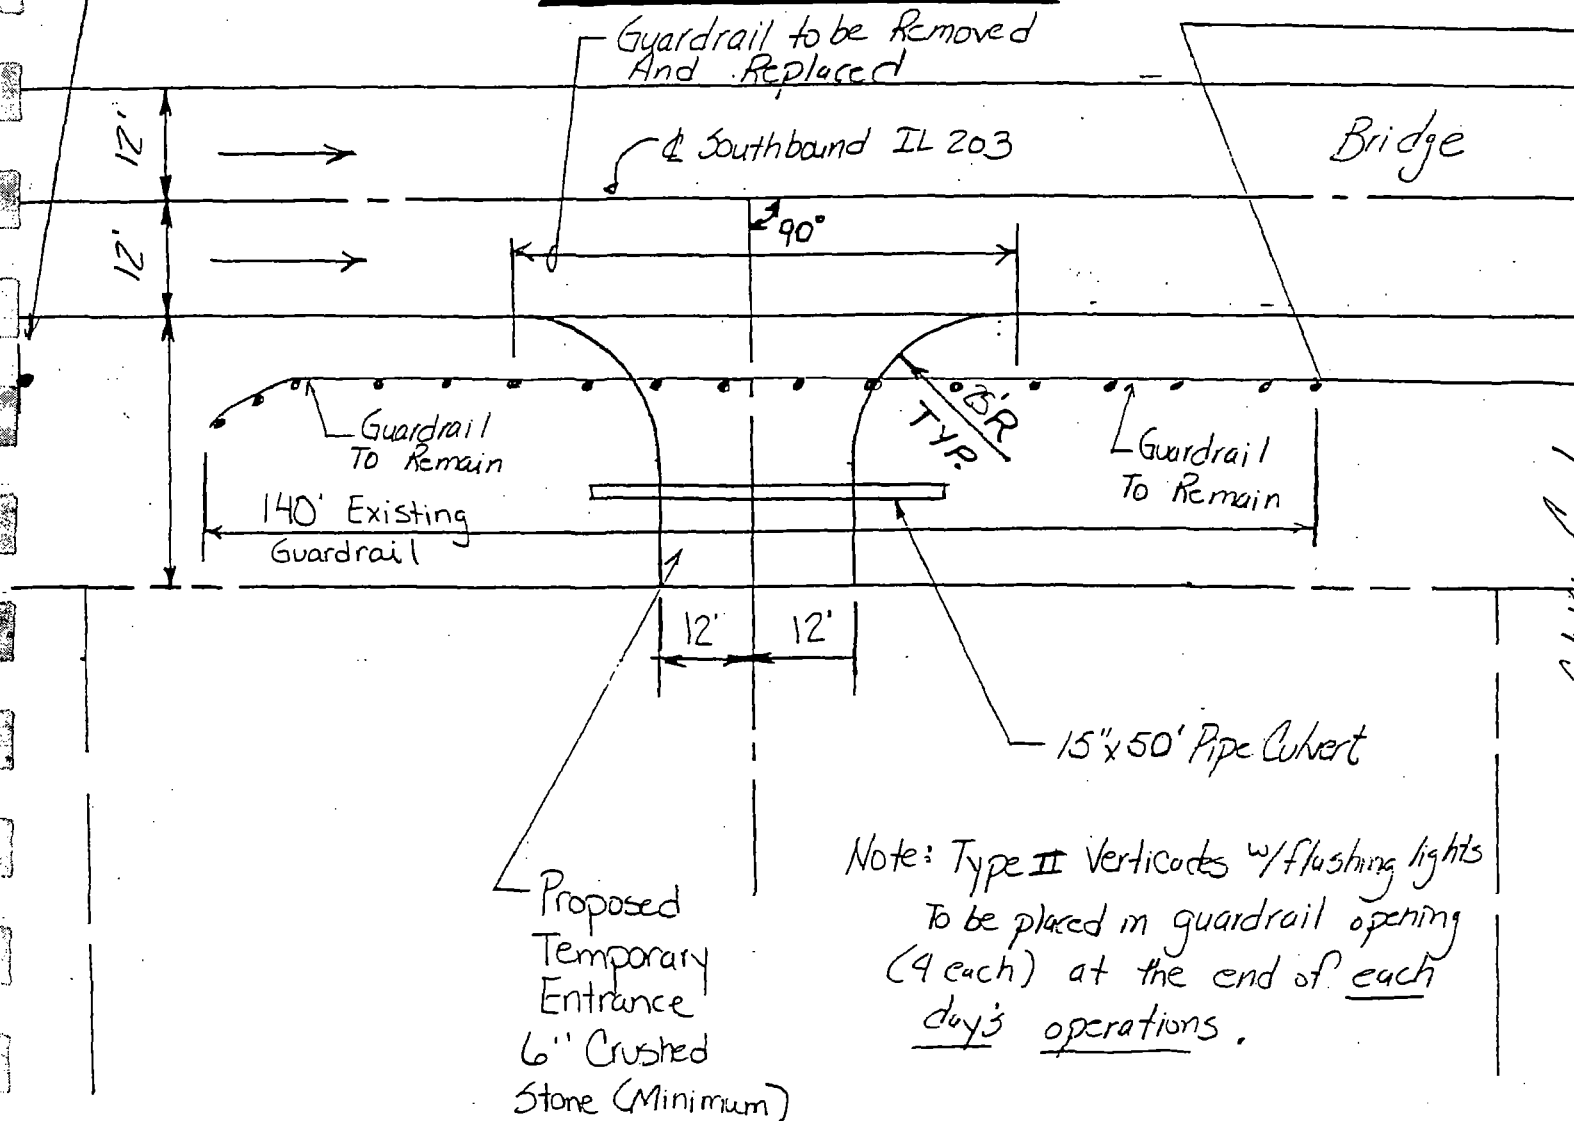 Guardrail to be Removed
And Replaced
12'
℄ Southbound IL 203
Bridge
12'
90°
25'R
TYP.
Guardrail
To Remain
Guardrail
To Remain
140' Existing
Guardrail
12'
12'
15"x50' Pipe Culvert
Proposed
Temporary
Entrance
6'' Crushed
Stone (Minimum)
Note: Type II Verticades w/flashing lights
To be placed in guardrail opening
(4 each) at the end of each
day's operations.